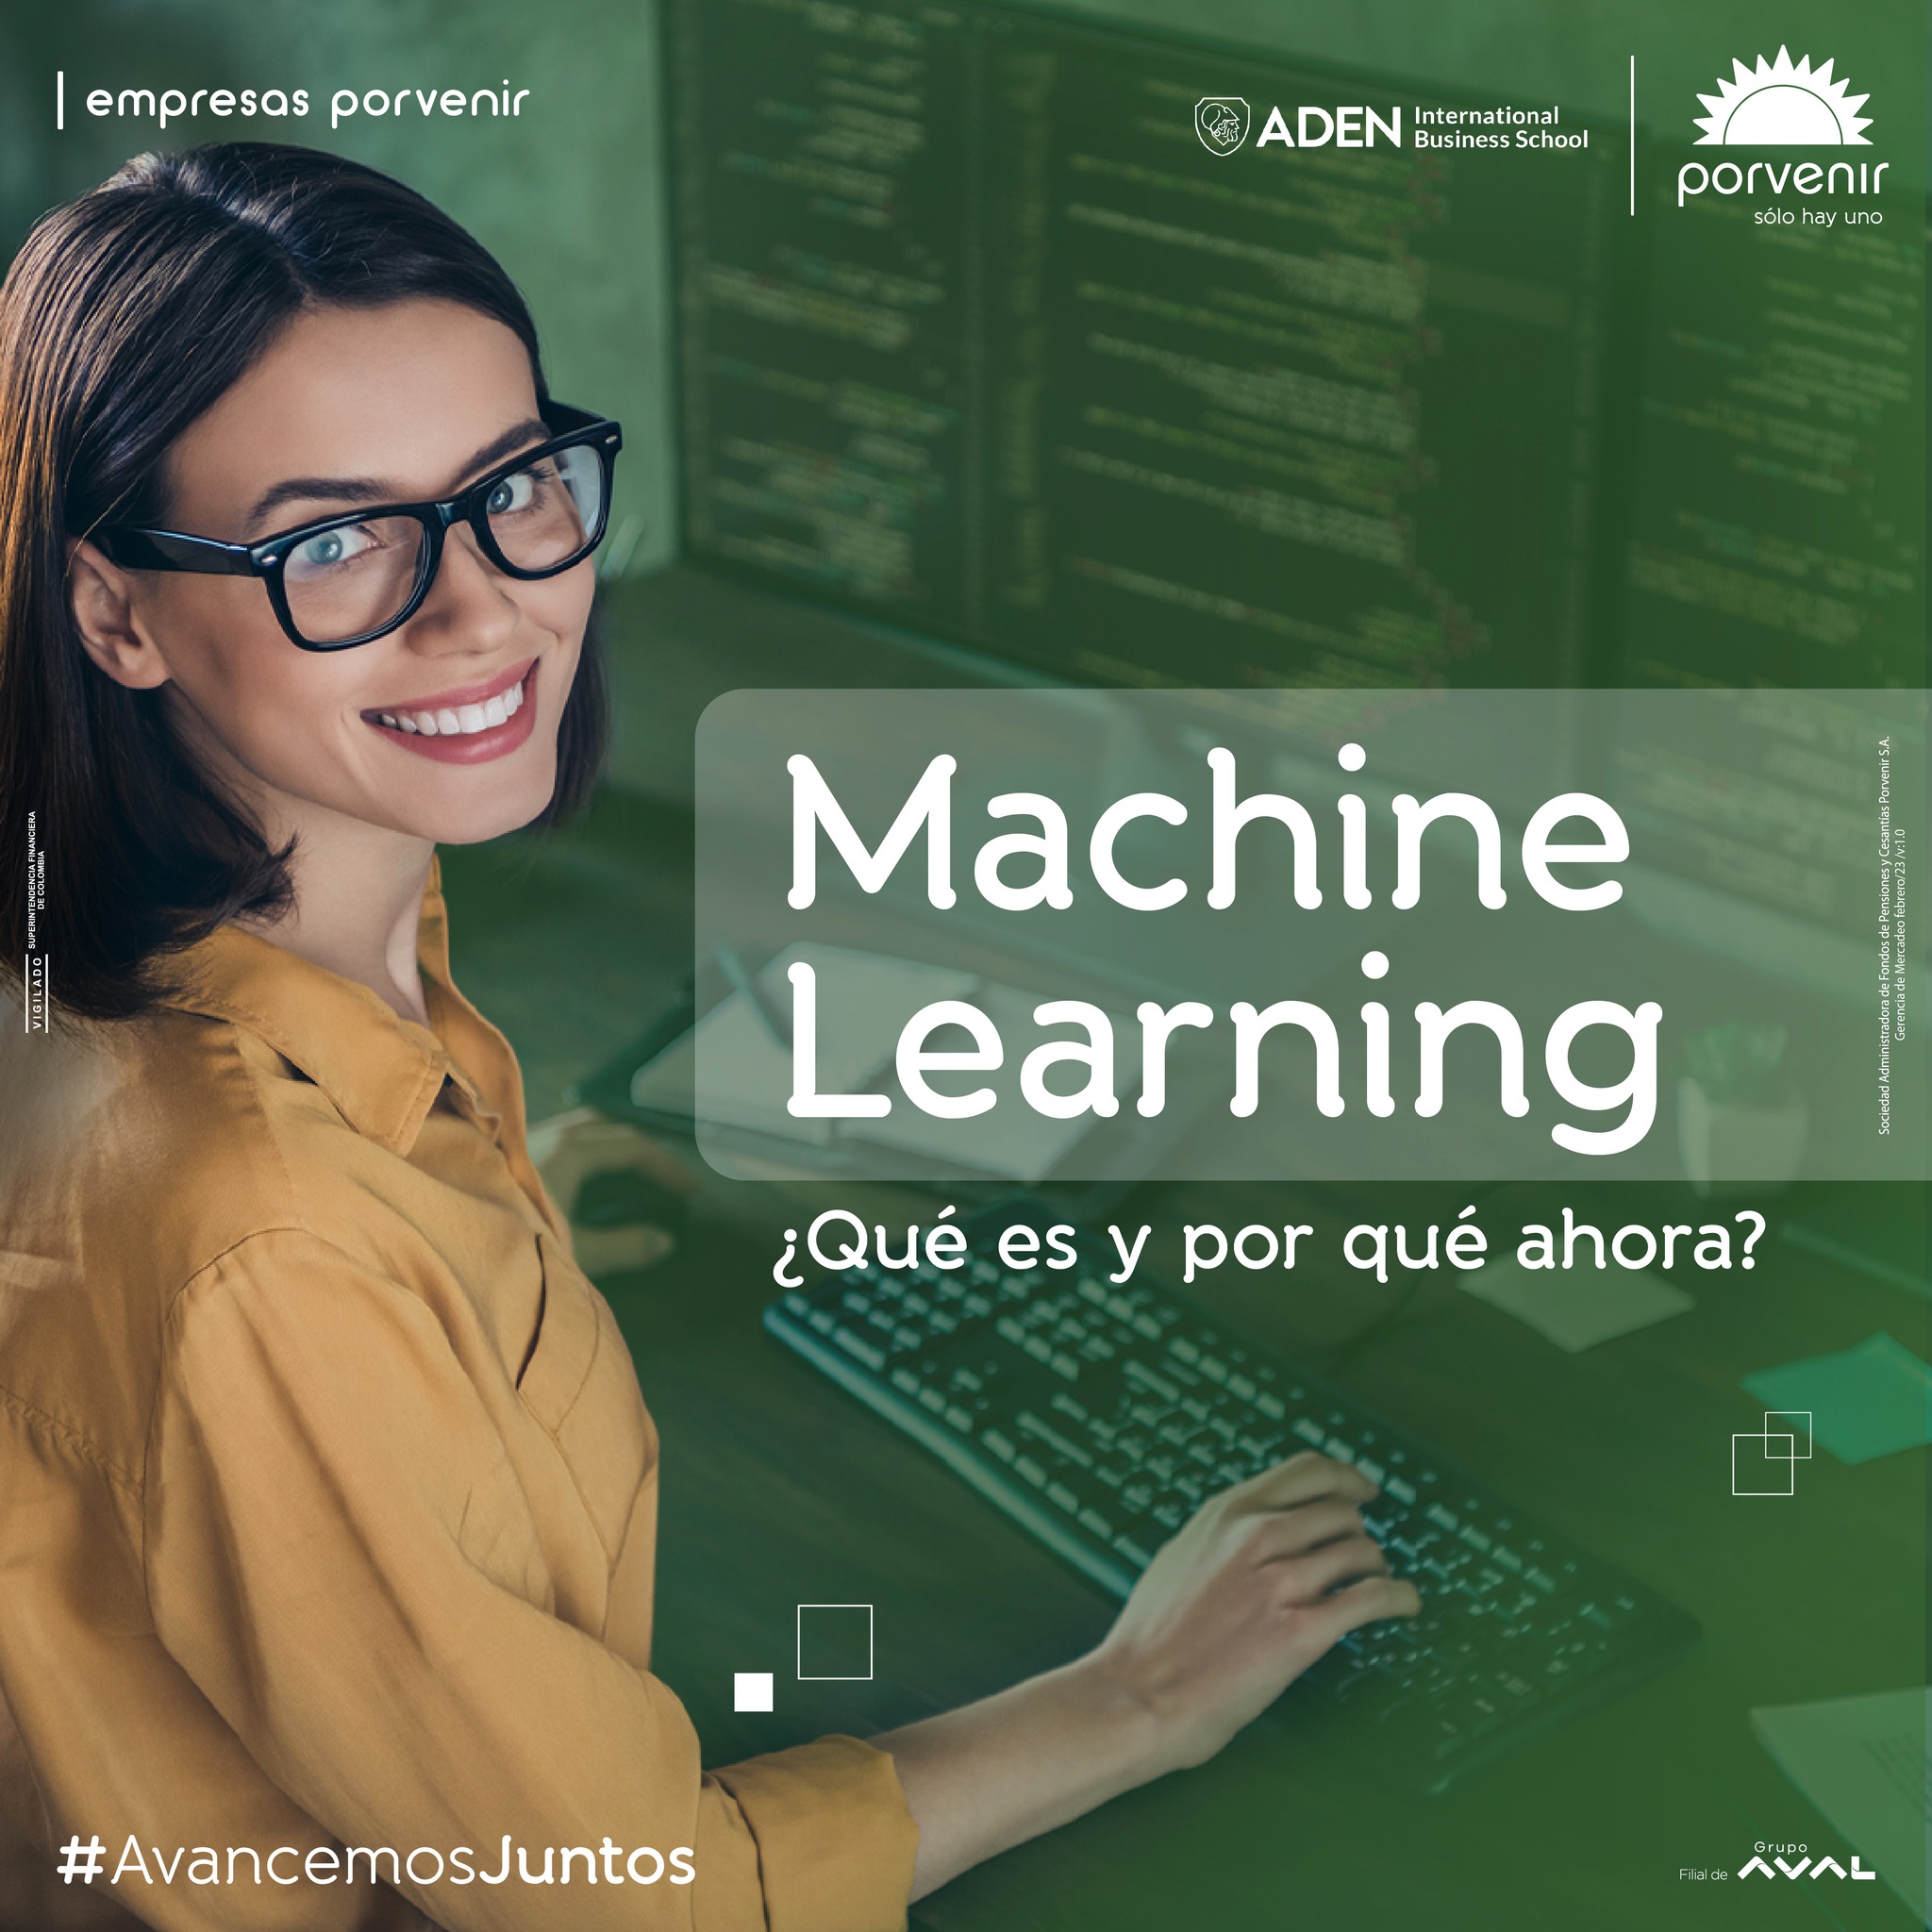 empresas porvenir
ADEN International
Business School
porvenir
sólo hay uno
Machine
Learning
¿Qué es y por qué ahora?
VIGILADO
SUPERINTENDENCIA FINANCIERA
DE COLOMBIA
Sociedad Administradora de Fondos de Pensiones y Cesantías Porvenir S.A.
Gerencia de Mercadeo febrero/23 /v:1.0
#AvancemosJuntos
Filial de
Grupo
AVAL